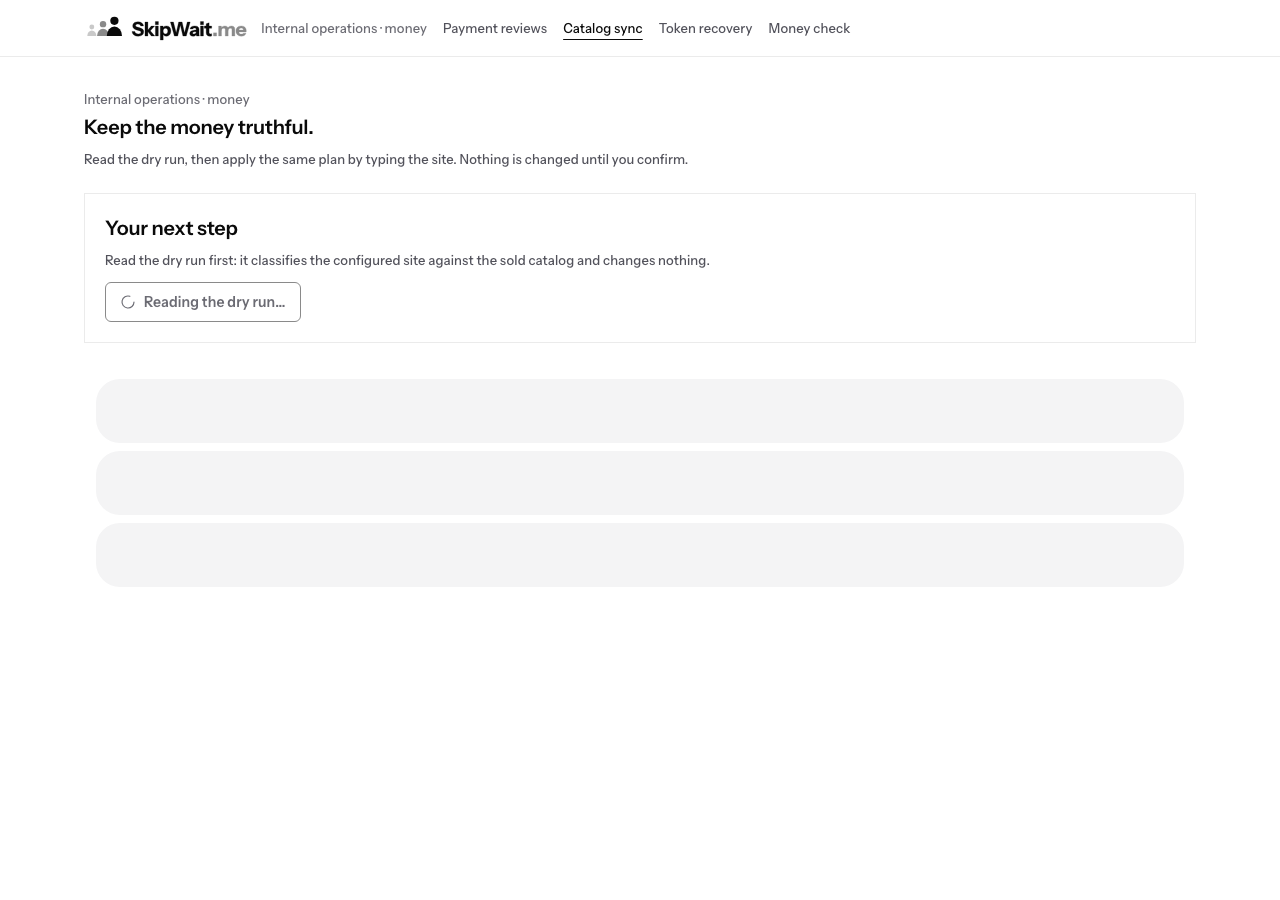 SkipWait.me Internal operations · money Payment reviews Catalog sync Token recovery Money check
Internal operations · money
Keep the money truthful.
Read the dry run, then apply the same plan by typing the site. Nothing is changed until you confirm.
Your next step
Read the dry run first: it classifies the configured site against the sold catalog and changes nothing.
Reading the dry run…